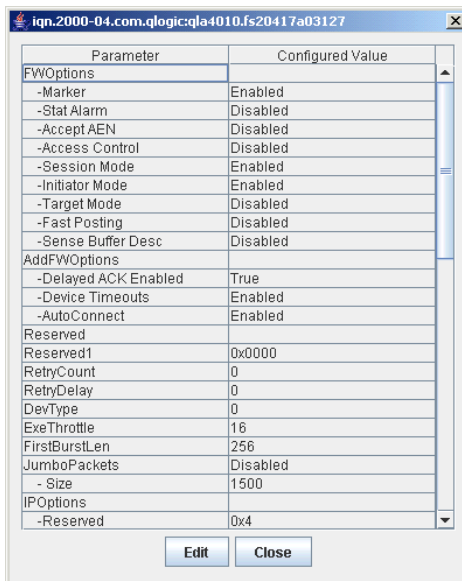 iqn.2000-04.com.qlogic:qla4010.fs20417a03127
Parameter Configured Value
FWOptions
-Marker Enabled
-Stat Alarm Disabled
-Accept AEN Disabled
-Access Control Disabled
-Session Mode Enabled
-Initiator Mode Enabled
-Target Mode Disabled
-Fast Posting Disabled
-Sense Buffer Desc Disabled
AddFWOptions
-Delayed ACK Enabled True
-Device Timeouts Enabled
-AutoConnect Enabled
Reserved
Reserved1 0x0000
RetryCount 0
RetryDelay 0
DevType 0
ExeThrottle 16
FirstBurstLen 256
JumboPackets Disabled
- Size 1500
IPOptions
-Reserved 0x4
Edit Close